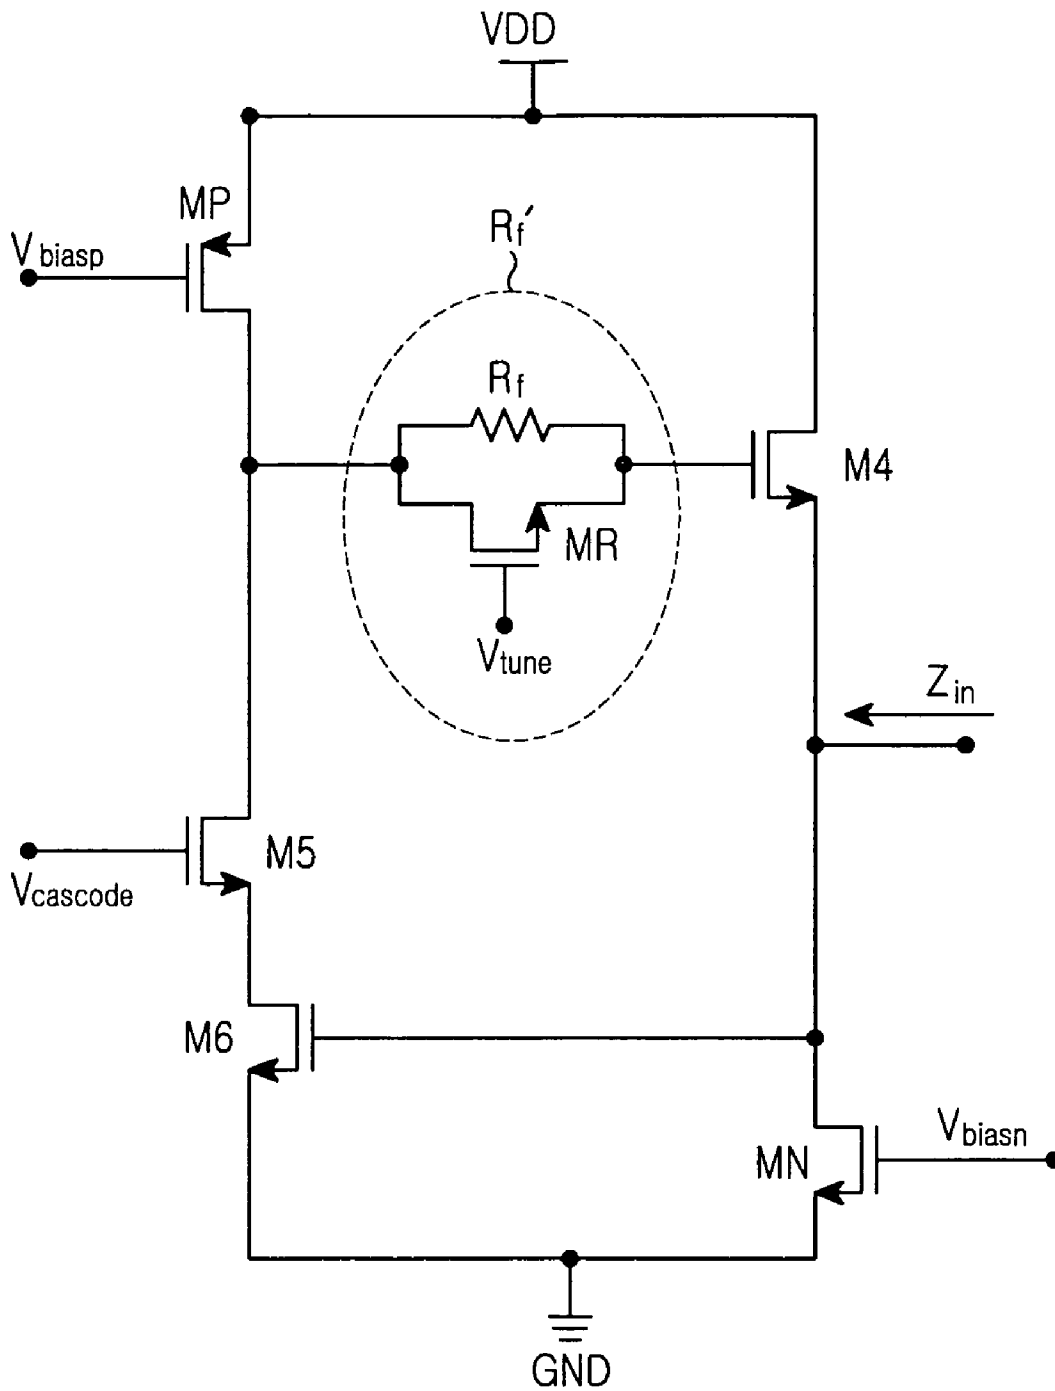 VDD
MP
Vbiasp
Rf′
Rf
M4
MR
Vtune
Zin
M5
Vcascode
M6
Vbiasn
MN
GND